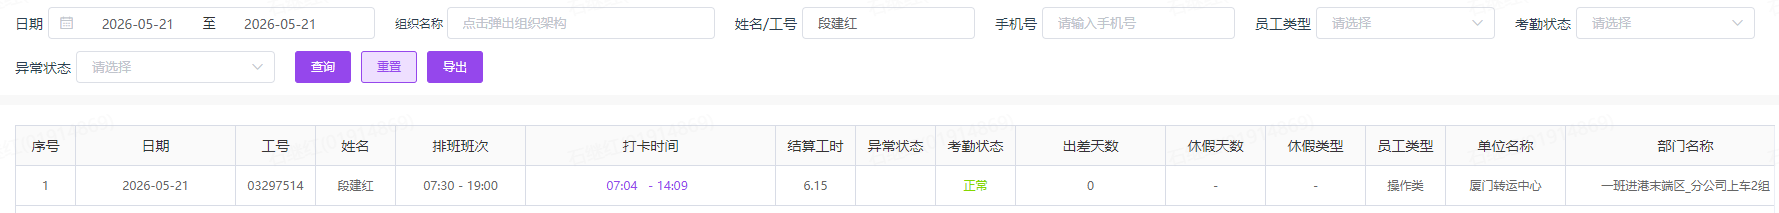 日期 2026-05-21 至 2026-05-21 组织名称 点击弹出组织架构 姓名/工号 段建红 手机号 请输入手机号 员工类型 请选择 考勤状态 请选择
异常状态 请选择 查询 重置 导出
序号 日期 工号 姓名 排班班次 打卡时间 结算工时 异常状态 考勤状态 出差天数 休假天数 休假类型 员工类型 单位名称 部门名称
1 2026-05-21 03297514 段建红 07:30 - 19:00 07:04 - 14:09 6.15 正常 0 - - 操作类 厦门转运中心 一班进港末端区_分公司上车2组